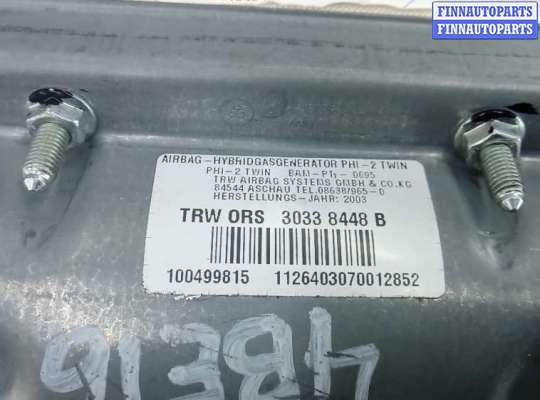 FINNAUTOPARTS
FINNAUTOPARTS.BY
AIRBAG-HYBRIDGASGENERATOR PHI-2 TWIN
PHI-2 TWIN BAM-PT₁-0695
TRW AIRBAG SYSTEMS GMBH & CO.KG
84544 ASCHAU TEL.08638/965-0
HERSTELLUNGS-JAHR: 2003
TRW ORS 3033 8448 B
100499815 1126403070012852